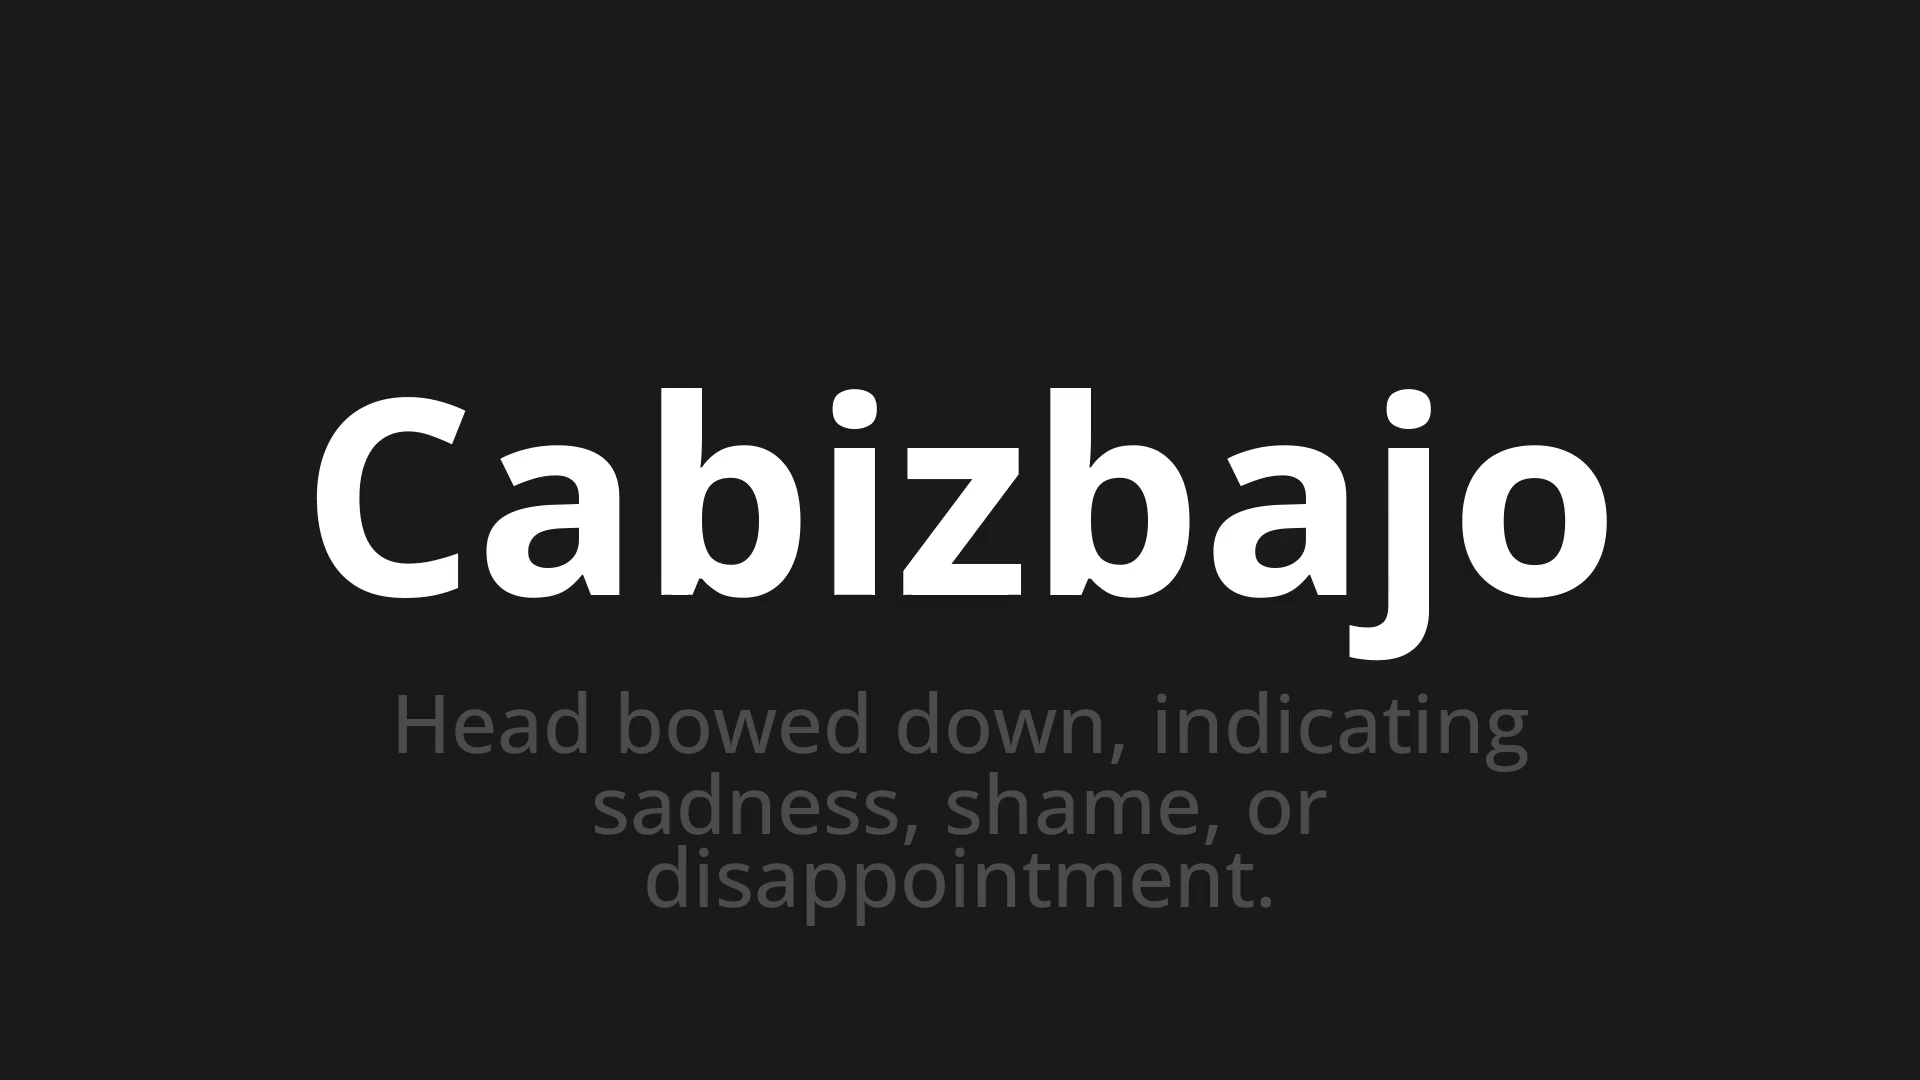 Cabizbajo
Head bowed down, indicating
sadness, shame, or
disappointment.